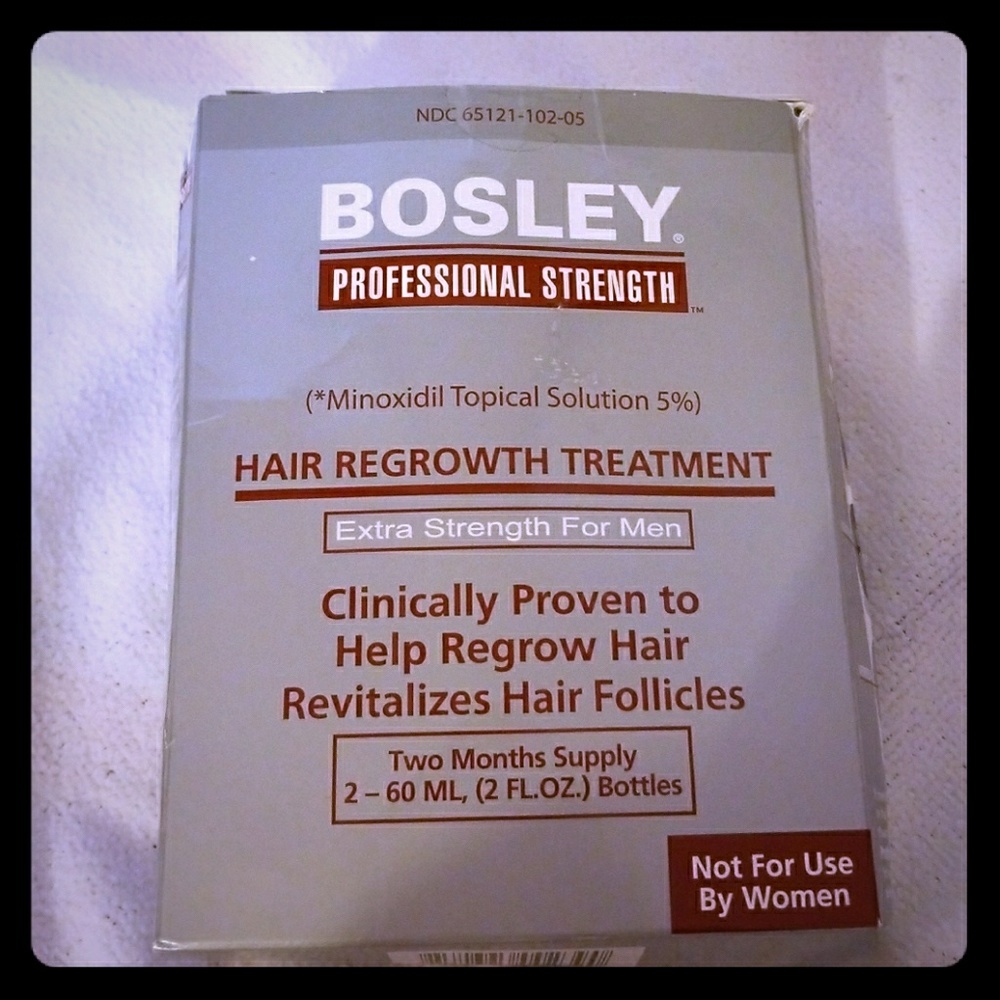 NDC 65121-102-05
BOSLEY®
PROFESSIONAL STRENGTH™
(*Minoxidil Topical Solution 5%)
HAIR REGROWTH TREATMENT
Extra Strength For Men
Clinically Proven to
Help Regrow Hair
Revitalizes Hair Follicles
Two Months Supply
2 – 60 ML, (2 FL.OZ.) Bottles
Not For Use
By Women